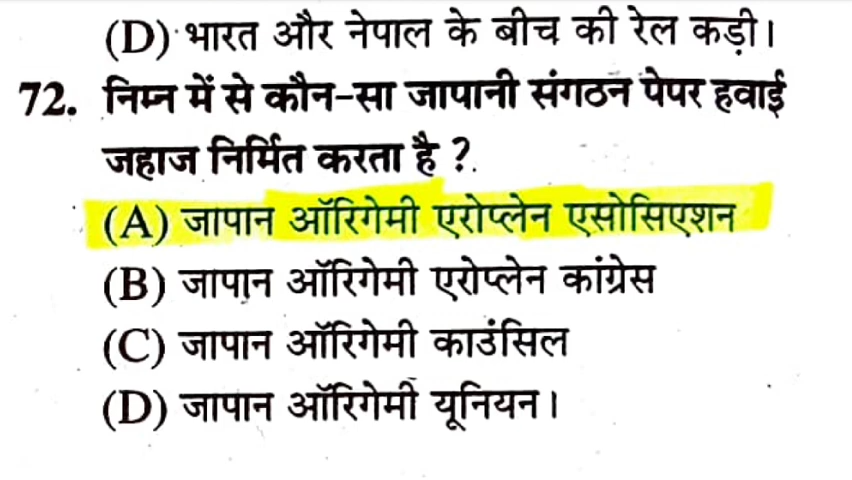 (D) भारत और नेपाल के बीच की रेल कड़ी।
72. निम्न में से कौन-सा जापानी संगठन पेपर हवाई
जहाज निर्मित करता है ?
(A) जापान ऑरिगेमी एरोप्लेन एसोसिएशन
(B) जापान ऑरिगेमी एरोप्लेन कांग्रेस
(C) जापान ऑरिगेमी काउंसिल
(D) जापान ऑरिगेमी यूनियन।